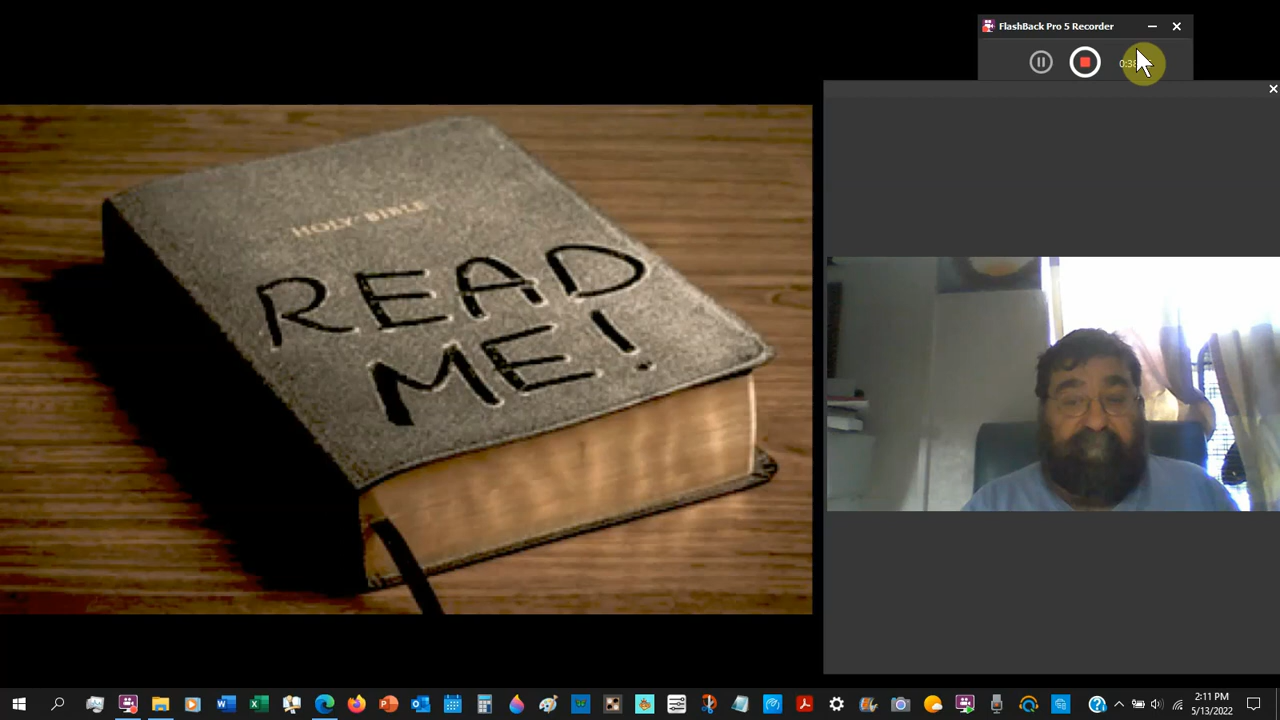 FlashBack Pro 5 Recorder
HOLY BIBLE
READ
ME!
2:11 PM
5/13/2022